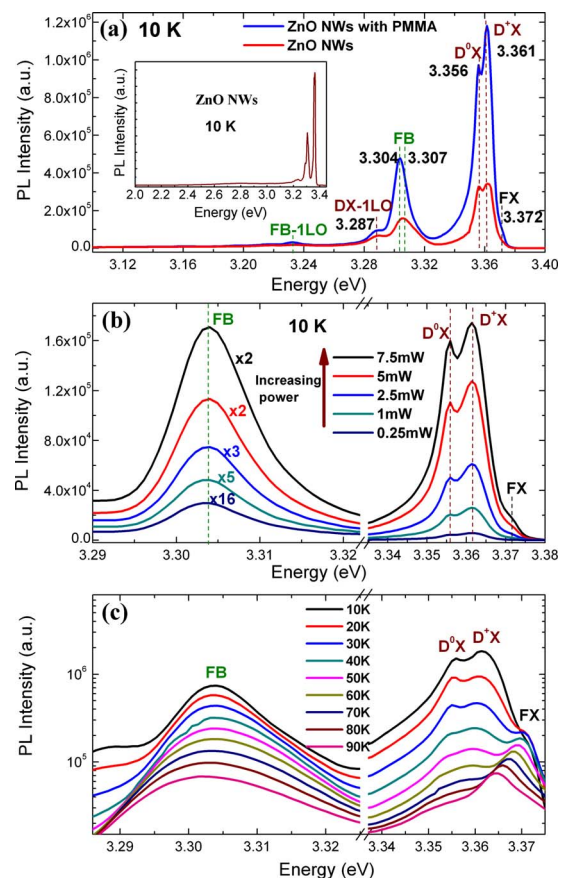 (a) 10 K
ZnO NWs with PMMA
ZnO NWs
D⁰X
D⁺X
3.356
3.361
FX
3.372
FB
3.304
3.307
DX-1LO
3.287
FB-1LO
ZnO NWs
10 K
PL Intensity (a.u.)
2.0 2.2 2.4 2.6 2.8 3.0 3.2 3.4
Energy (eV)
PL Intensity (a.u.)
1.2x10⁶
1.0x10⁶
8.0x10⁵
6.0x10⁵
4.0x10⁵
2.0x10⁵
0.0
3.12 3.16 3.20 3.24 3.28 3.32 3.36 3.40
Energy (eV)
(b) 10 K
FB
x2
x2
x3
x5
x16
Increasing
power
7.5mW
5mW
2.5mW
1mW
0.25mW
D⁰X
D⁺X
FX
PL Intensity (a.u.)
1.6x10⁵
1.2x10⁵
8.0x10⁴
4.0x10⁴
0.0
3.29 3.30 3.31 3.32 3.34 3.35 3.36 3.37 3.38
Energy (eV)
(c)
FB
10K
20K
30K
40K
50K
60K
70K
80K
90K
D⁰X
D⁺X
FX
PL Intensity (a.u.)
10⁶
10⁵
3.29 3.30 3.31 3.32 3.34 3.35 3.36 3.37
Energy (eV)